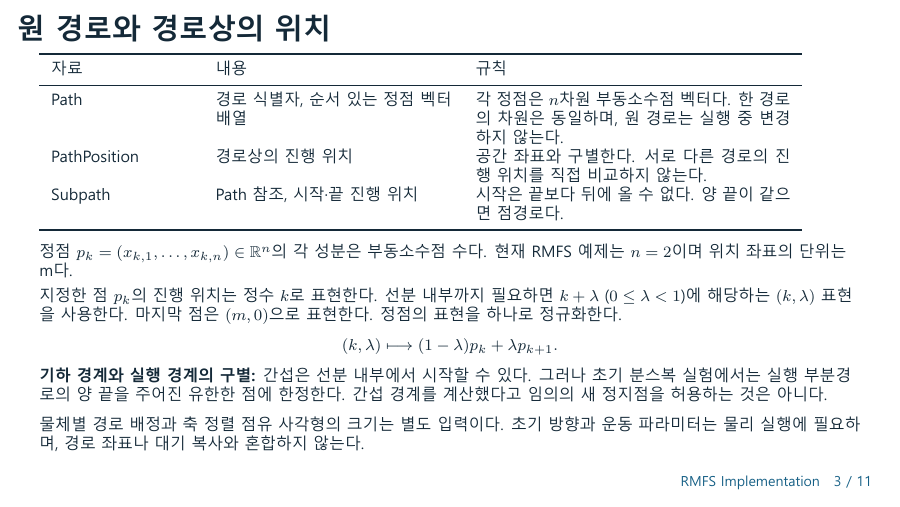 원 경로와 경로상의 위치
자료 내용 규칙
Path 경로 식별자, 순서 있는 정점 벡터 배열 각 정점은 n차원 부동소수점 벡터다. 한 경로의 차원은 동일하며, 원 경로는 실행 중 변경하지 않는다.
PathPosition 경로상의 진행 위치 공간 좌표와 구별한다. 서로 다른 경로의 진행 위치를 직접 비교하지 않는다.
Subpath Path 참조, 시작·끝 진행 위치 시작은 끝보다 뒤에 올 수 없다. 양 끝이 같으면 점경로다.
정점 pₖ = (xₖ,₁, . . . , xₖ,ₙ) ∈ ℝⁿ의 각 성분은 부동소수점 수다. 현재 RMFS 예제는 n = 2이며 위치 좌표의 단위는
m다.
지정한 점 pₖ의 진행 위치는 정수 k로 표현한다. 선분 내부까지 필요하면 k + λ (0 ≤ λ < 1)에 해당하는 (k, λ) 표현
을 사용한다. 마지막 점은 (m, 0)으로 표현한다. 정점의 표현을 하나로 정규화한다.
(k, λ) ⟼ (1 − λ)pₖ + λpₖ₊₁.
기하 경계와 실행 경계의 구별: 간섭은 선분 내부에서 시작할 수 있다. 그러나 초기 분스복 실험에서는 실행 부분경
로의 양 끝을 주어진 유한한 점에 한정한다. 간섭 경계를 계산했다고 임의의 새 정지점을 허용하는 것은 아니다.
물체별 경로 배정과 축 정렬 점유 사각형의 크기는 별도 입력이다. 초기 방향과 운동 파라미터는 물리 실행에 필요하
며, 경로 좌표나 대기 복사와 혼합하지 않는다.
RMFS Implementation 3 / 11